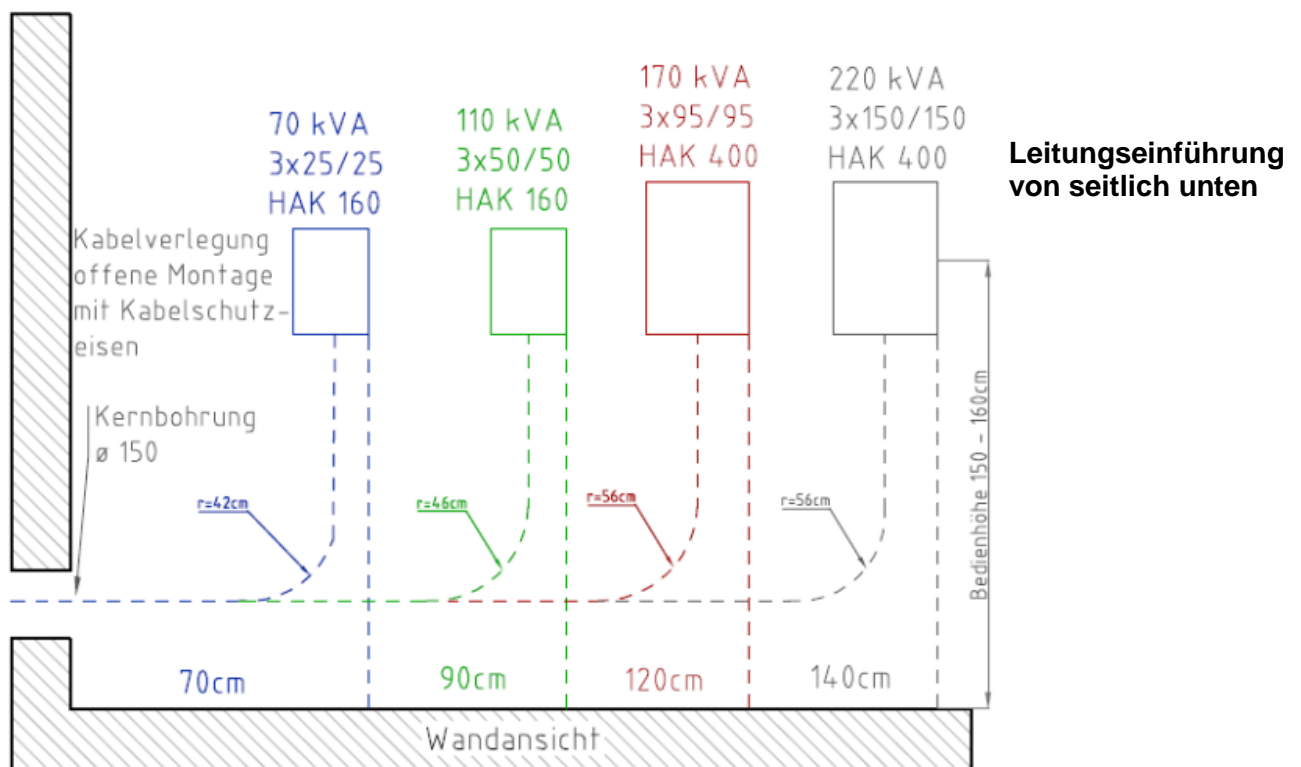 70 kVA
3x25/25
HAK 160
110 kVA
3x50/50
HAK 160
170 kVA
3x95/95
HAK 400
220 kVA
3x150/150
HAK 400
Leitungseinführung
von seitlich unten
Kabelverlegung
offene Montage
mit Kabelschutz-
eisen
Kernbohrung
ø 150
r=42cm
r=46cm
r=56cm
r=56cm
Bedienhöhe 150 - 160cm
70cm
90cm
120cm
140cm
Wandansicht